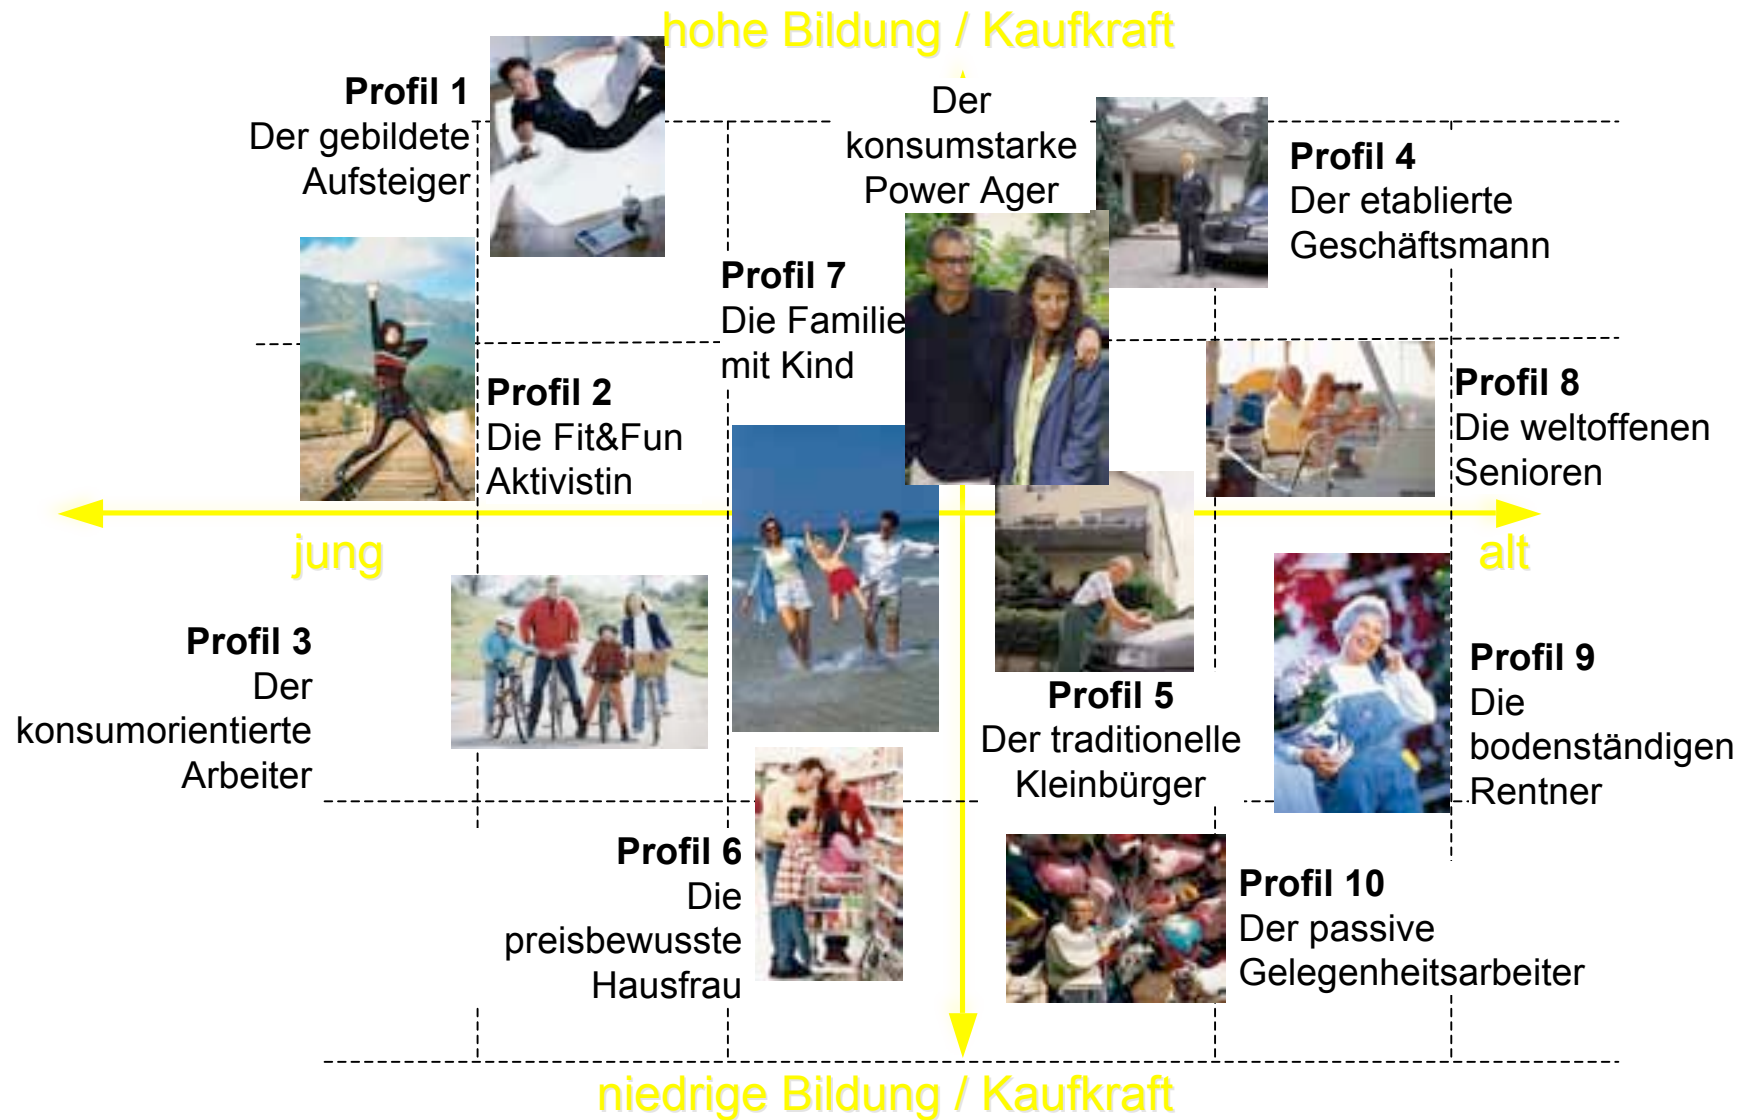 hohe Bildung / Kaufkraft
Profil 1
Der gebildete
Aufsteiger
Der
konsumstarke
Power Ager
Profil 4
Der etablierte
Geschäftsmann
Profil 7
Die Familie
mit Kind
Profil 2
Die Fit&Fun
Aktivistin
Profil 8
Die weltoffenen
Senioren
jung
alt
Profil 3
Der
konsumorientierte
Arbeiter
Profil 5
Der traditionelle
Kleinbürger
Profil 9
Die
bodenständigen
Rentner
Profil 6
Die
preisbewusste
Hausfrau
Profil 10
Der passive
Gelegenheitsarbeiter
niedrige Bildung / Kaufkraft